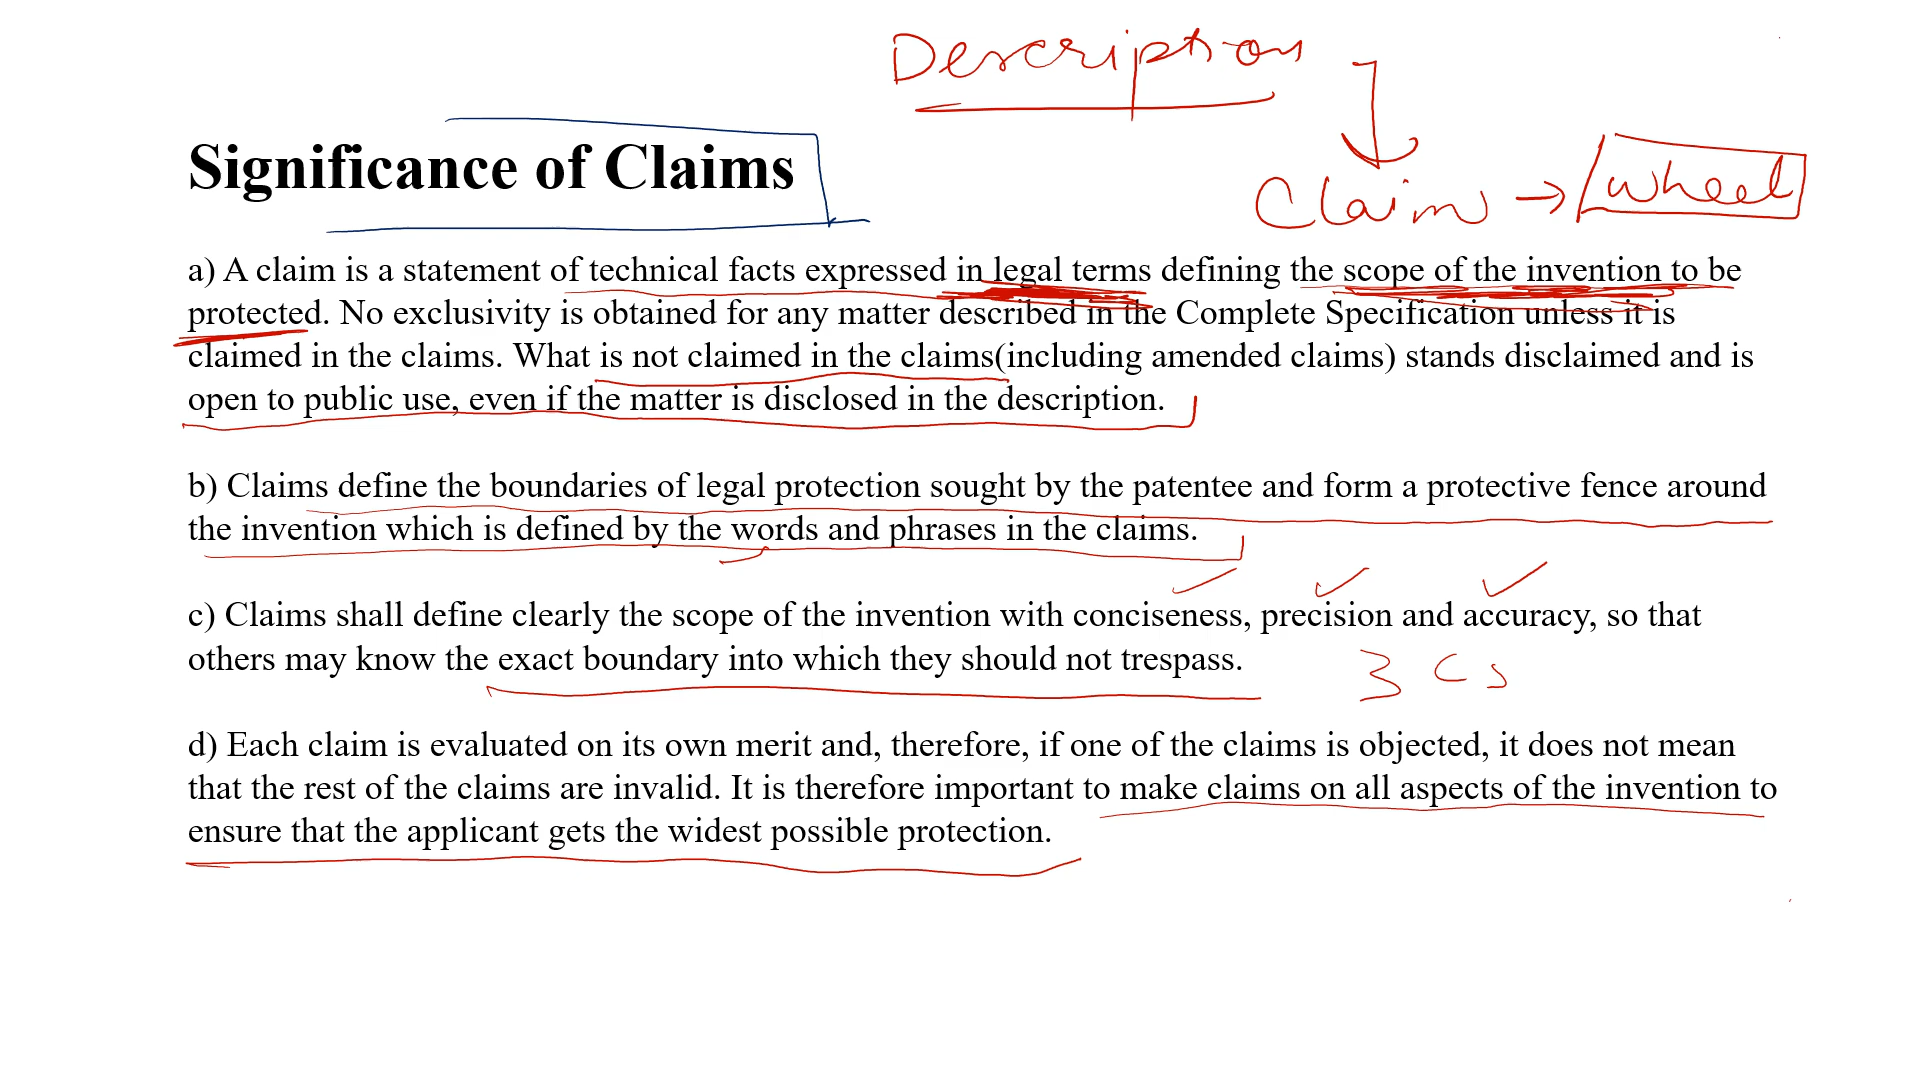 Description
Significance of Claims
Claim → wheel
a) A claim is a statement of technical facts expressed in legal terms defining the scope of the invention to be
protected. No exclusivity is obtained for any matter described in the Complete Specification unless it is
claimed in the claims. What is not claimed in the claims(including amended claims) stands disclaimed and is
open to public use, even if the matter is disclosed in the description.
b) Claims define the boundaries of legal protection sought by the patentee and form a protective fence around
the invention which is defined by the words and phrases in the claims.
c) Claims shall define clearly the scope of the invention with conciseness, precision and accuracy, so that
others may know the exact boundary into which they should not trespass.
3 Cs
d) Each claim is evaluated on its own merit and, therefore, if one of the claims is objected, it does not mean
that the rest of the claims are invalid. It is therefore important to make claims on all aspects of the invention to
ensure that the applicant gets the widest possible protection.